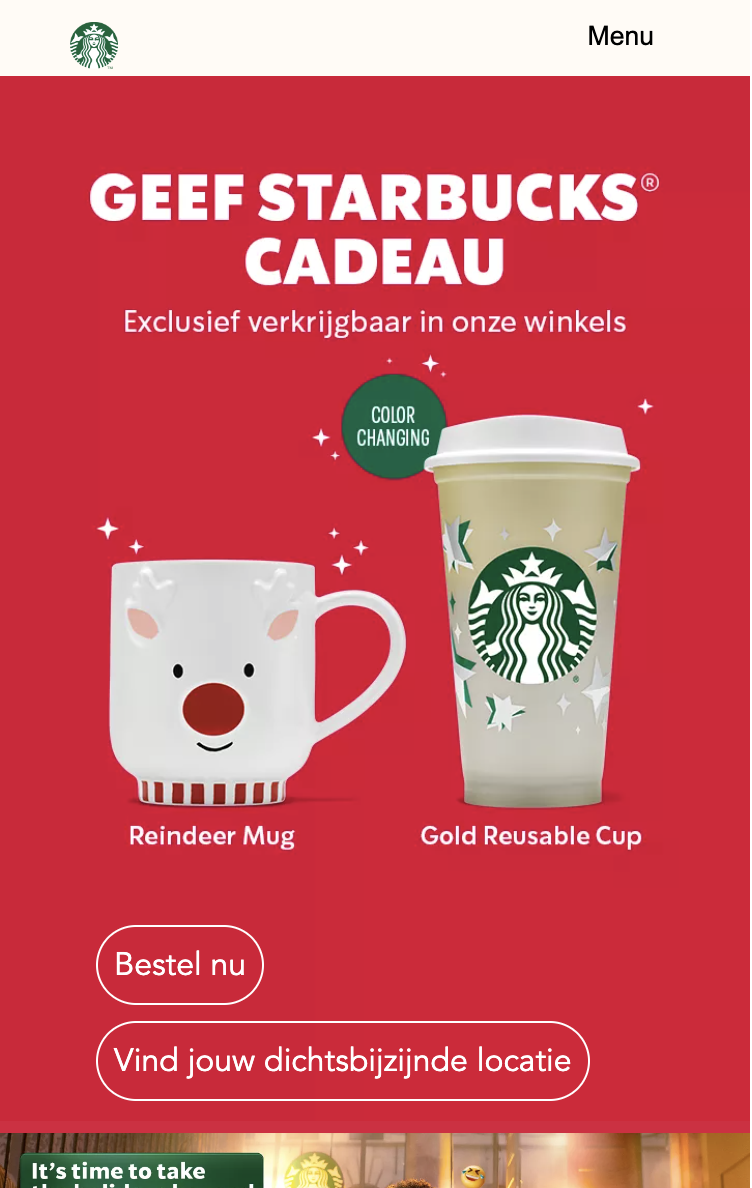 Menu
GEEF STARBUCKS®
CADEAU
Exclusief verkrijgbaar in onze winkels
COLOR
CHANGING
Reindeer Mug
Gold Reusable Cup
Bestel nu
Vind jouw dichtsbijzijnde locatie
It's time to take